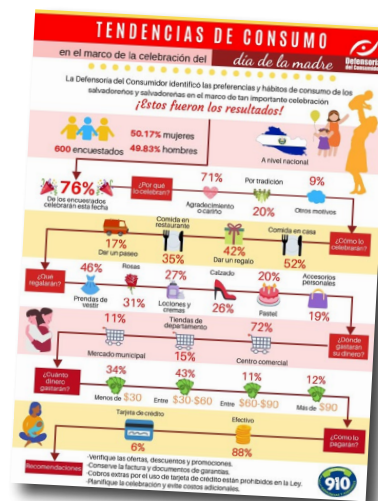 TENDENCIAS DE CONSUMO
en el marco de la celebración del día de la madre
Defensoría
del Consumidor
La Defensoría del Consumidor identificó las preferencias y hábitos de consumo de los
salvadoreños y salvadoreñas en el marco de tan importante celebración
¡Estos fueron los resultados!
50.17% mujeres
600 encuestados 49.83% hombres
A nivel nacional
76%
De los encuestados
celebrarán esta fecha
¿Por qué
lo celebran?
71%
Agradecimiento
o cariño
Por tradición
20%
9%
Otros motivos
¿Cómo lo
celebrarán?
17%
Dar un paseo
Comida en
restaurante
35%
42%
Dar un regalo
Comida en casa
52%
¿Qué
regalarán?
46%
Prendas de
vestir
Rosas
31%
27%
Lociones y
cremas
Calzado
26%
20%
Pastel
Accesorios
personales
19%
¿Dónde
gastarán
su dinero?
11%
Mercado municipal
Tiendas de
departamento
15%
72%
Centro comercial
¿Cuánto
dinero
gastarán?
34%
Menos de $30
43%
Entre $30-$60
11%
Entre $60-$90
12%
Más de $90
¿Cómo lo
pagarán?
Tarjeta de crédito
6%
Efectivo
88%
Recomendaciones
-Verifique las ofertas, descuentos y promociones.
-Conserve la factura y documentos de garantías.
-Cobros extras por el uso de tarjeta de crédito están prohibidos en la Ley.
-Planifique la celebración y evite costos adicionales.
910